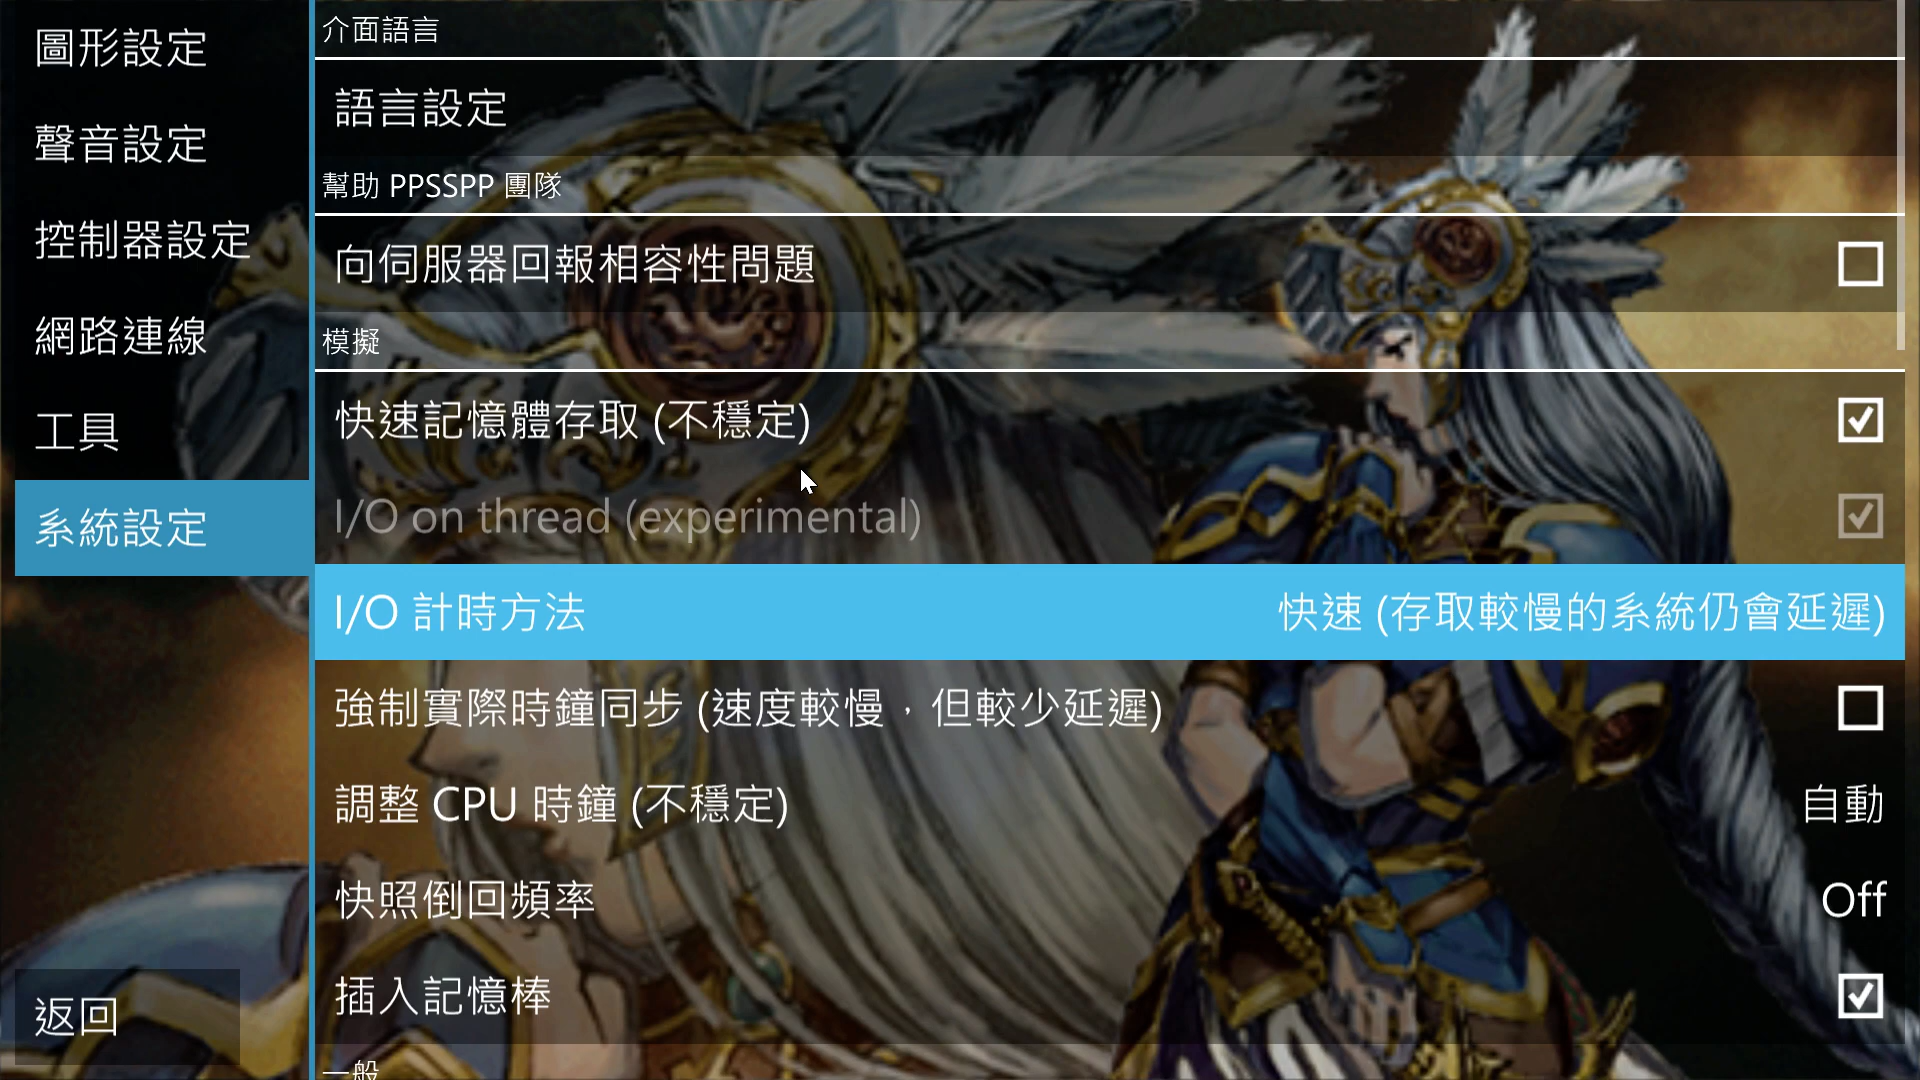 圖形設定
聲音設定
控制器設定
網路連線
工具
系統設定
返回
介面語言
語言設定
幫助 PPSSPP 團隊
向伺服器回報相容性問題
模擬
快速記憶體存取 (不穩定)
I/O on thread (experimental)
I/O 計時方法 快速 (存取較慢的系統仍會延遲)
強制實際時鐘同步 (速度較慢，但較少延遲)
調整 CPU 時鐘 (不穩定) 自動
快照倒回頻率 Off
插入記憶棒
一般